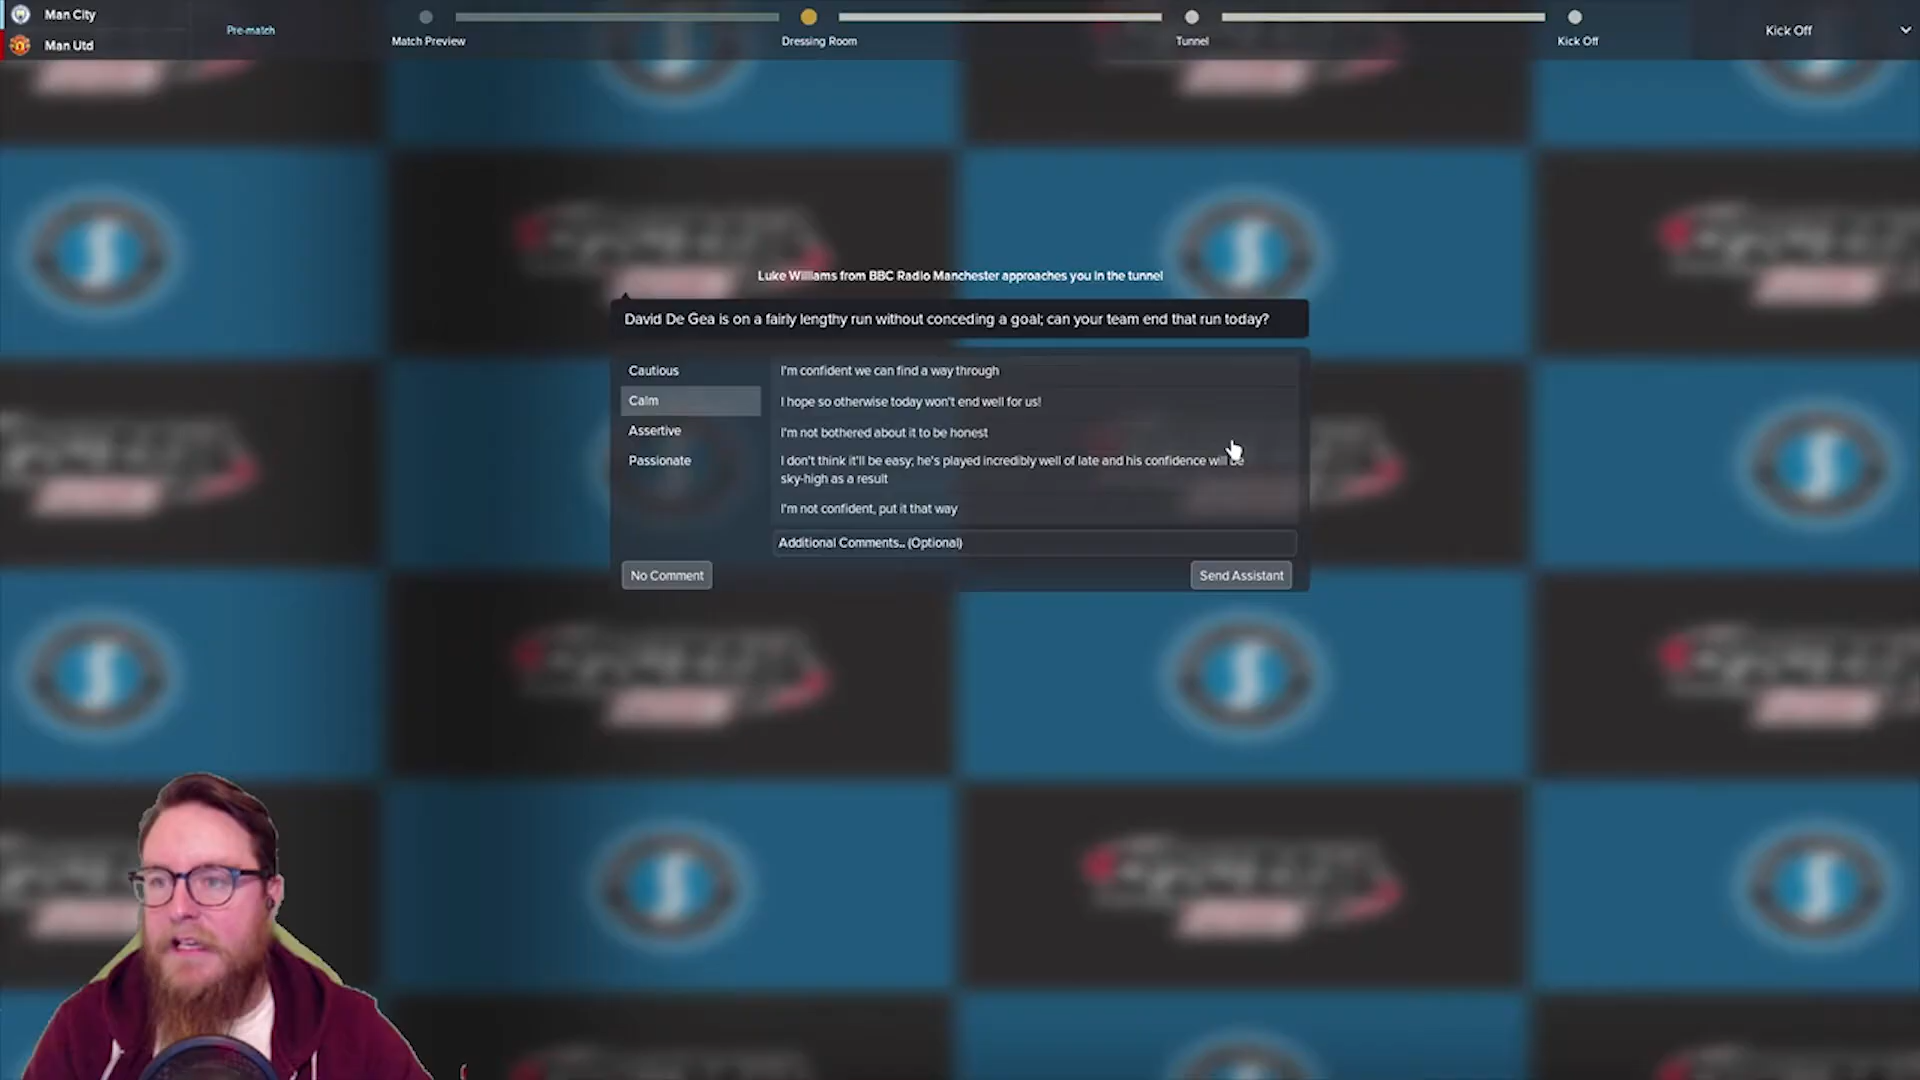 Man City
Man Utd
Pre-match
Match Preview
Dressing Room
Tunnel
Kick Off
Kick Off
Luke Williams from BBC Radio Manchester approaches you in the tunnel
David De Gea is on a fairly lengthy run without conceding a goal; can your team end that run today?
Cautious
Calm
Assertive
Passionate
I'm confident we can find a way through
I hope so otherwise today won't end well for us!
I'm not bothered about it to be honest
I don't think it'll be easy; he's played incredibly well of late and his confidence will be
sky-high as a result
I'm not confident, put it that way
Additional Comments.. (Optional)
No Comment
Send Assistant